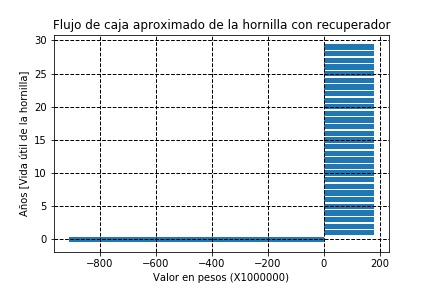 Flujo de caja aproximado de la hornilla con recuperador
30
25
20
15
10
5
0
Años [Vida útil de la hornilla]
−800 −600 −400 −200 0 200
Valor en pesos (X1000000)